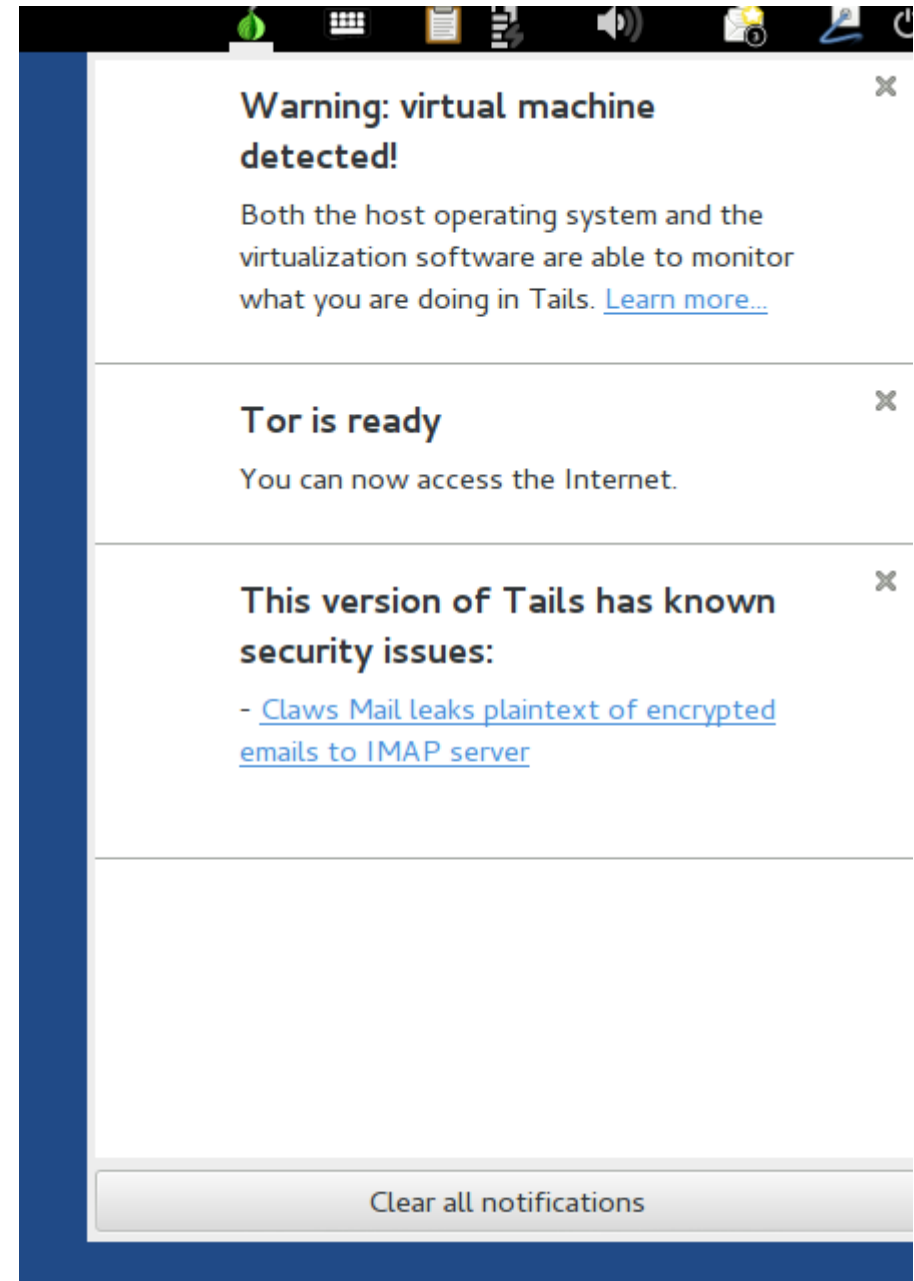 3
Warning: virtual machine
detected!
Both the host operating system and the
virtualization software are able to monitor
what you are doing in Tails. Learn more...
Tor is ready
You can now access the Internet.
This version of Tails has known
security issues:
- Claws Mail leaks plaintext of encrypted
emails to IMAP server
Clear all notifications